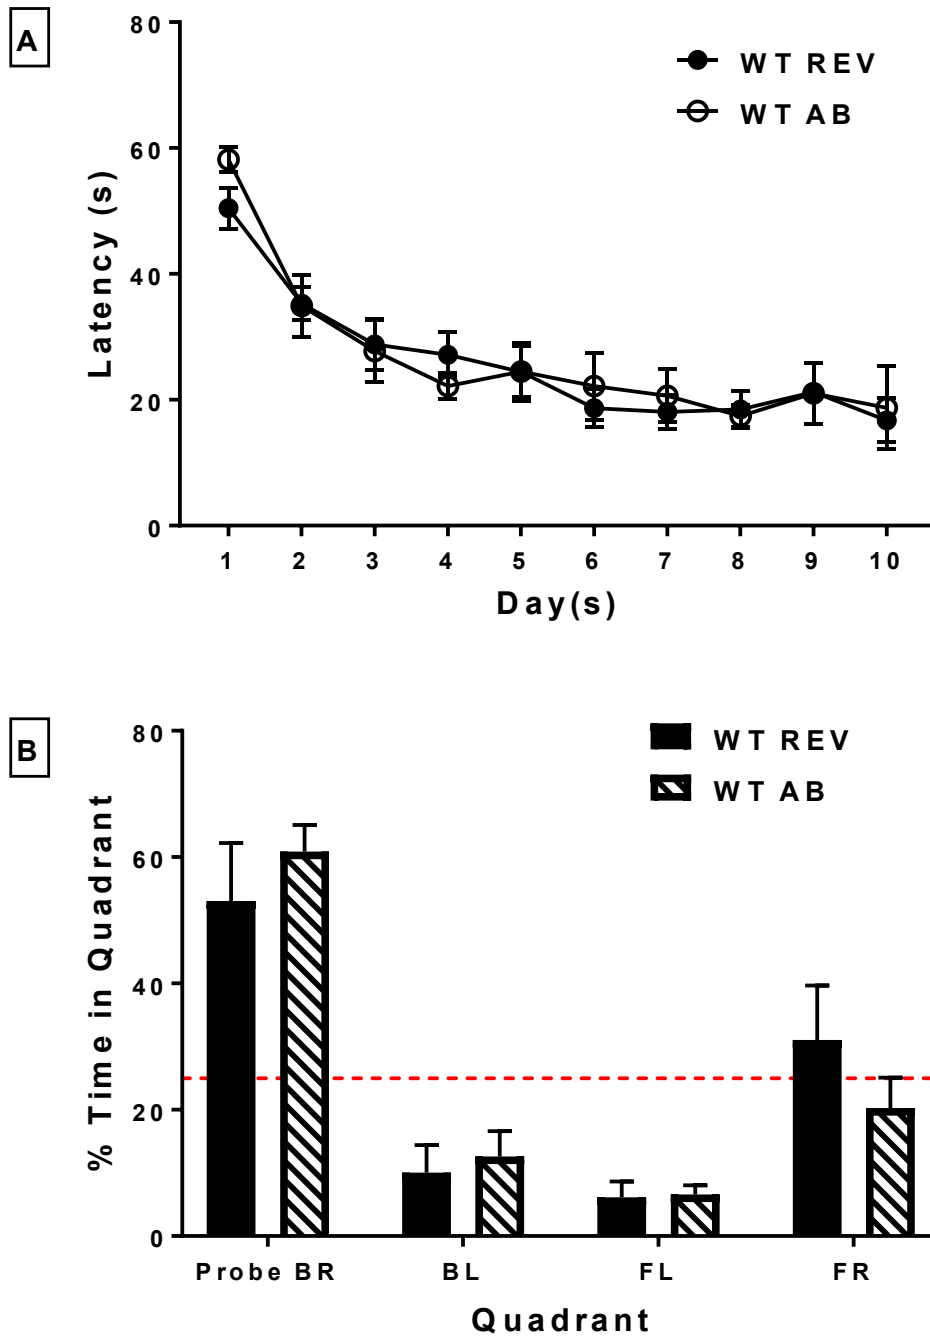 A
80
60
40
20
0
Latency (s)
WT REV
WT AB
1 2 3 4 5 6 7 8 9 10
Day(s)
B
80
60
40
20
0
% Time in Quadrant
WT REV
WT AB
Probe BR BL FL FR
Quadrant